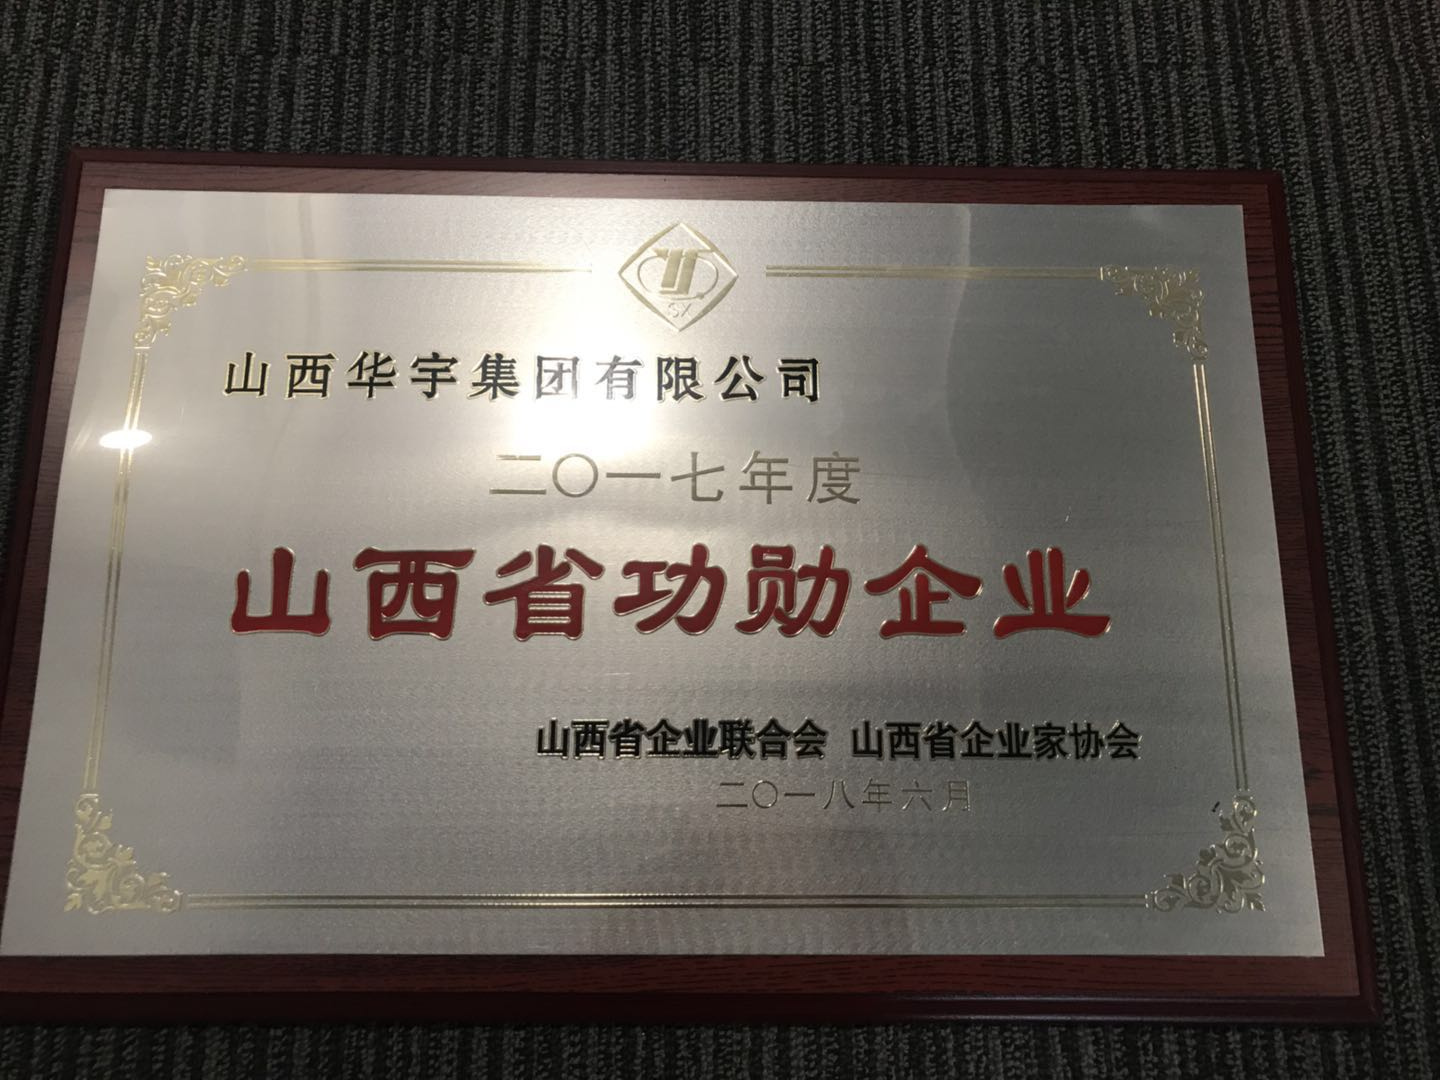 SX
山西华宇集团有限公司
二〇一七年度
山西省功勋企业
山西省企业联合会 山西省企业家协会
二〇一八年六月